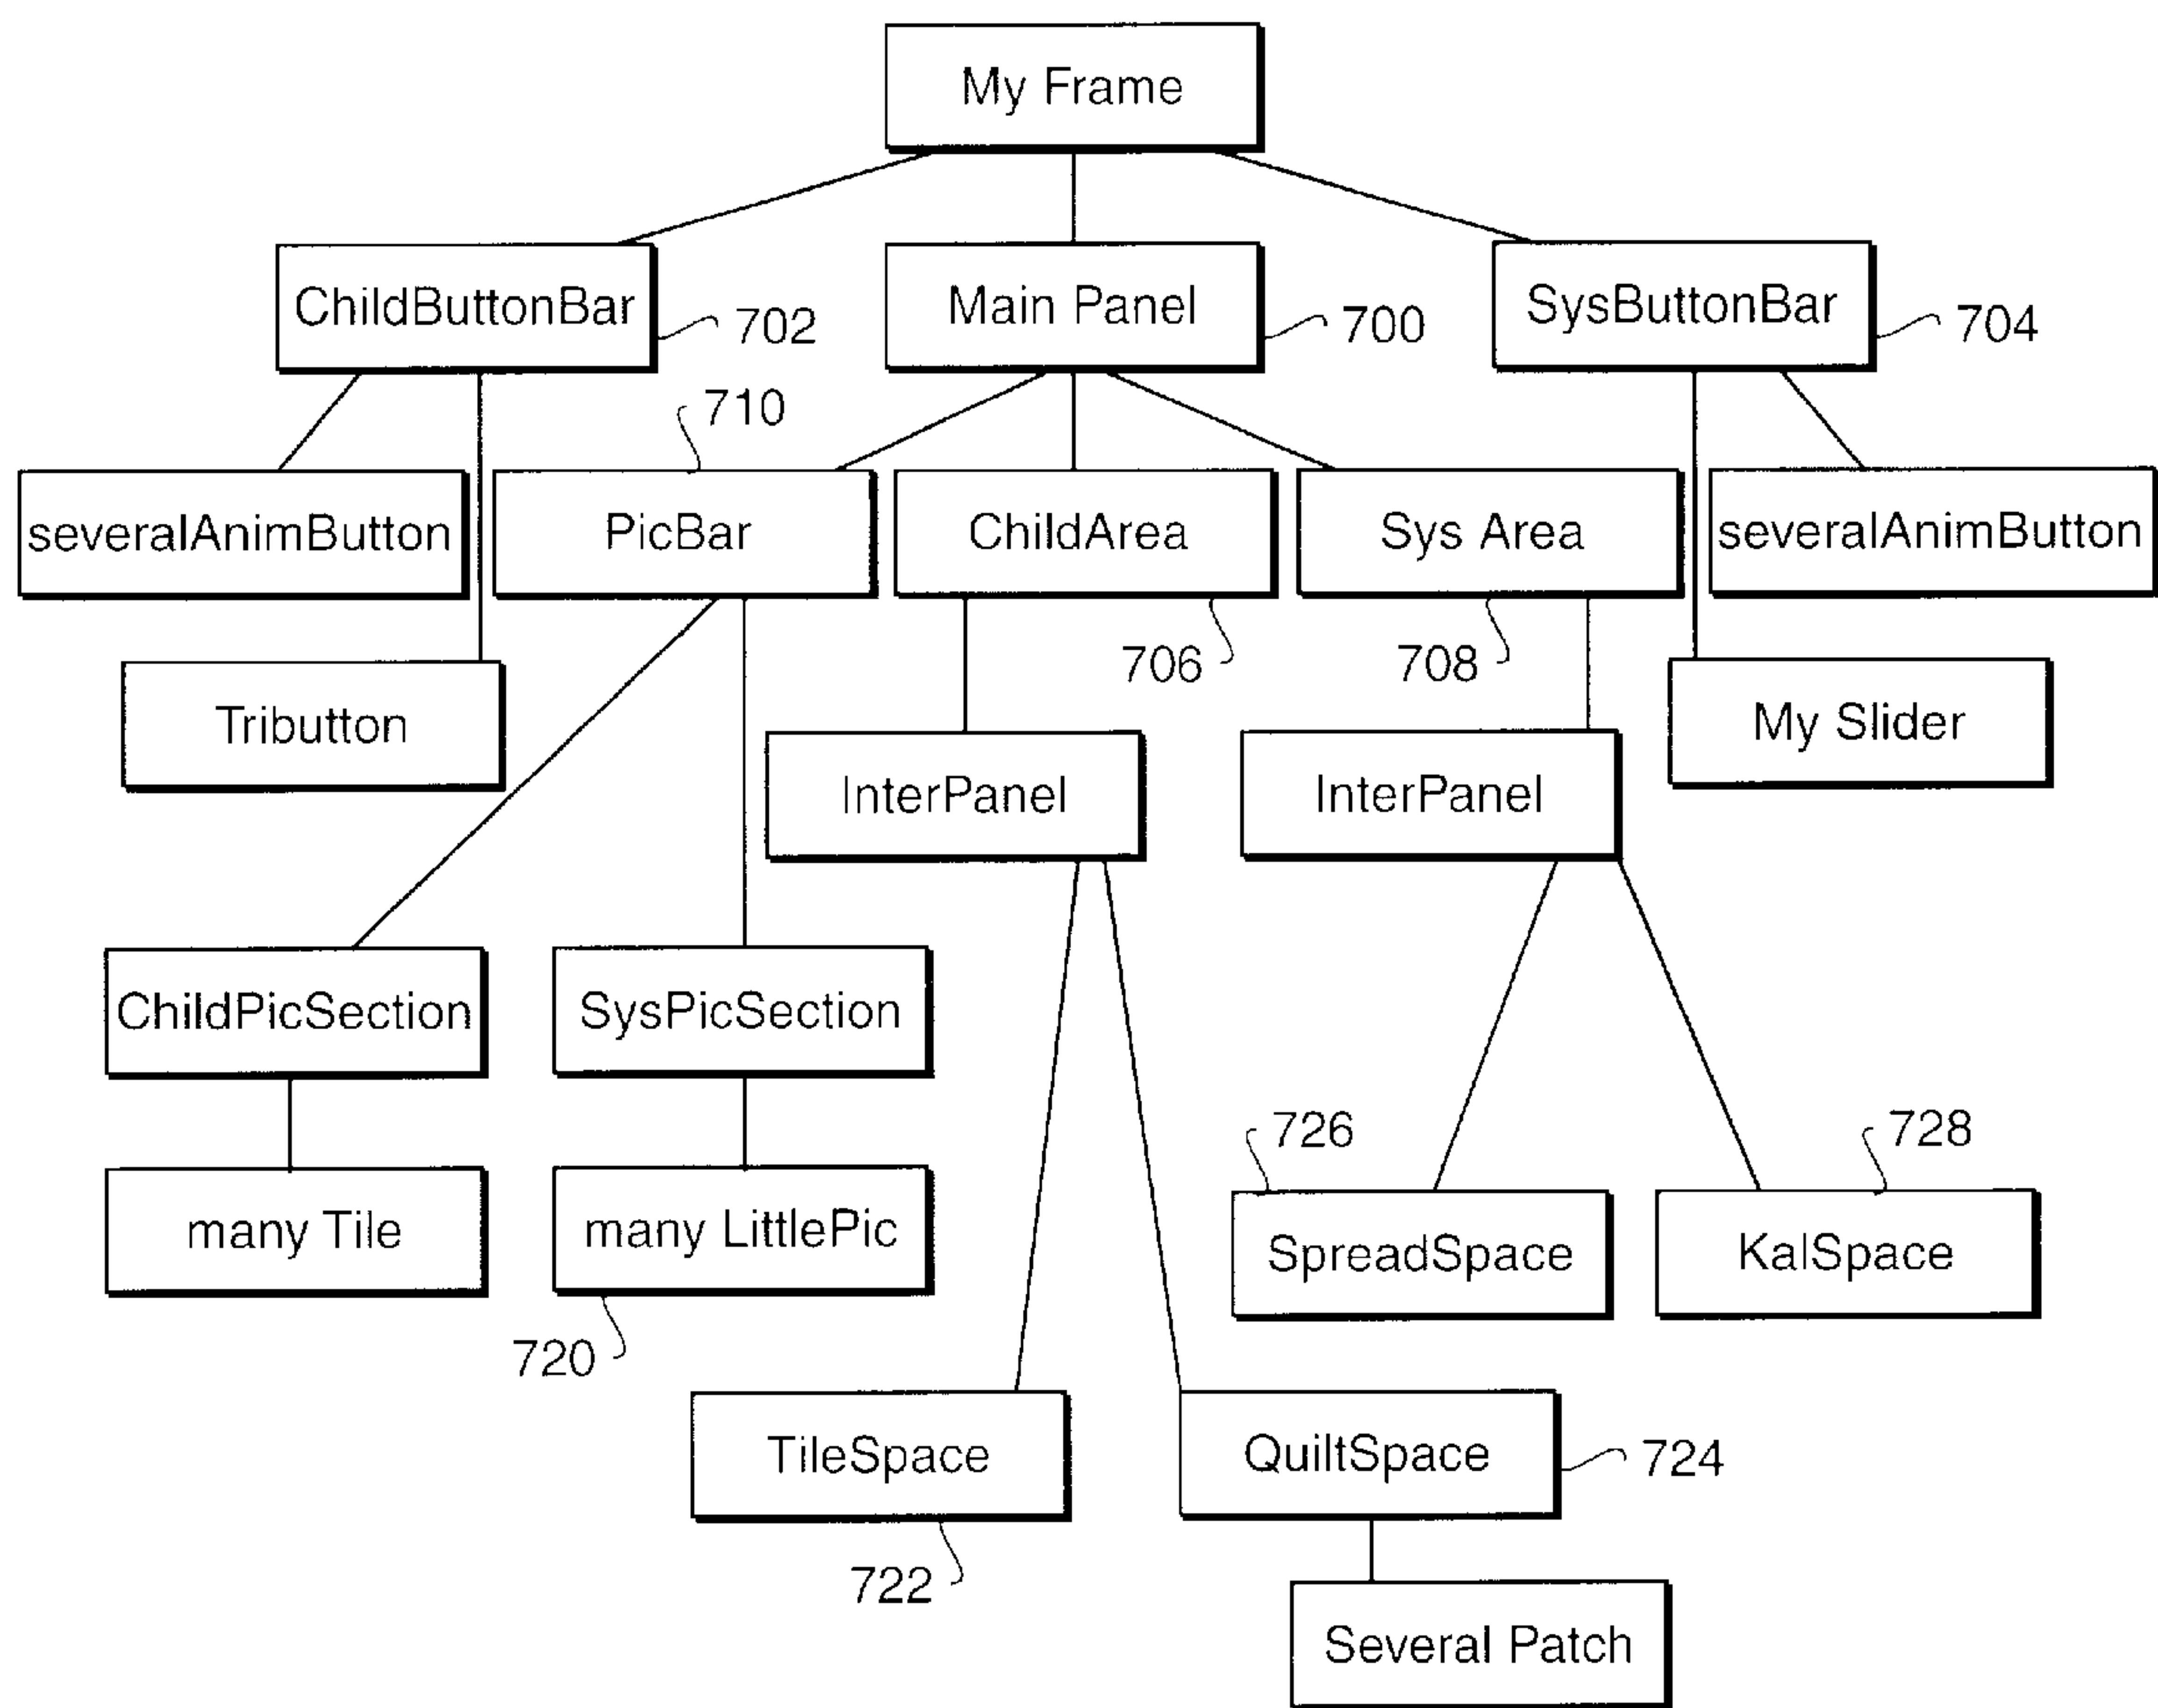 My Frame
ChildButtonBar
702
Main Panel
700
SysButtonBar
704
710
severalAnimButton
PicBar
ChildArea
Sys Area
severalAnimButton
706
708
Tributton
My Slider
InterPanel
InterPanel
ChildPicSection
SysPicSection
726
728
many Tile
many LittlePic
SpreadSpace
KalSpace
720
TileSpace
QuiltSpace
724
722
Several Patch